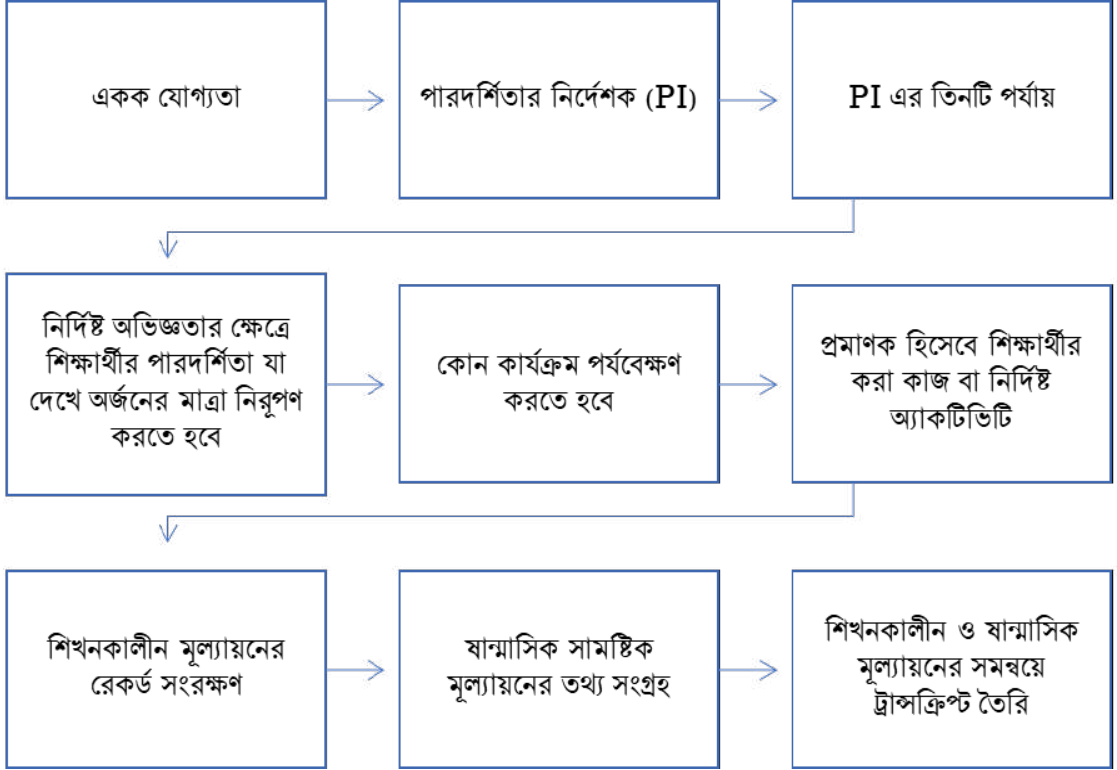 একক যোগ্যতা
পারদর্শিতার নির্দেশক (PI)
PI এর তিনটি পর্যায়
নির্দিষ্ট অভিজ্ঞতার ক্ষেত্রে
শিক্ষার্থীর পারদর্শিতা যা
দেখে অর্জনের মাত্রা নিরূপণ
করতে হবে
কোন কার্যক্রম পর্যবেক্ষণ
করতে হবে
প্রমাণক হিসেবে শিক্ষার্থীর
করা কাজ বা নির্দিষ্ট
অ্যাকটিভিটি
শিখনকালীন মূল্যায়নের
রেকর্ড সংরক্ষণ
ষান্মাসিক সামষ্টিক
মূল্যায়নের তথ্য সংগ্রহ
শিখনকালীন ও ষান্মাসিক
মূল্যায়নের সমন্বয়ে
ট্রান্সক্রিপ্ট তৈরি